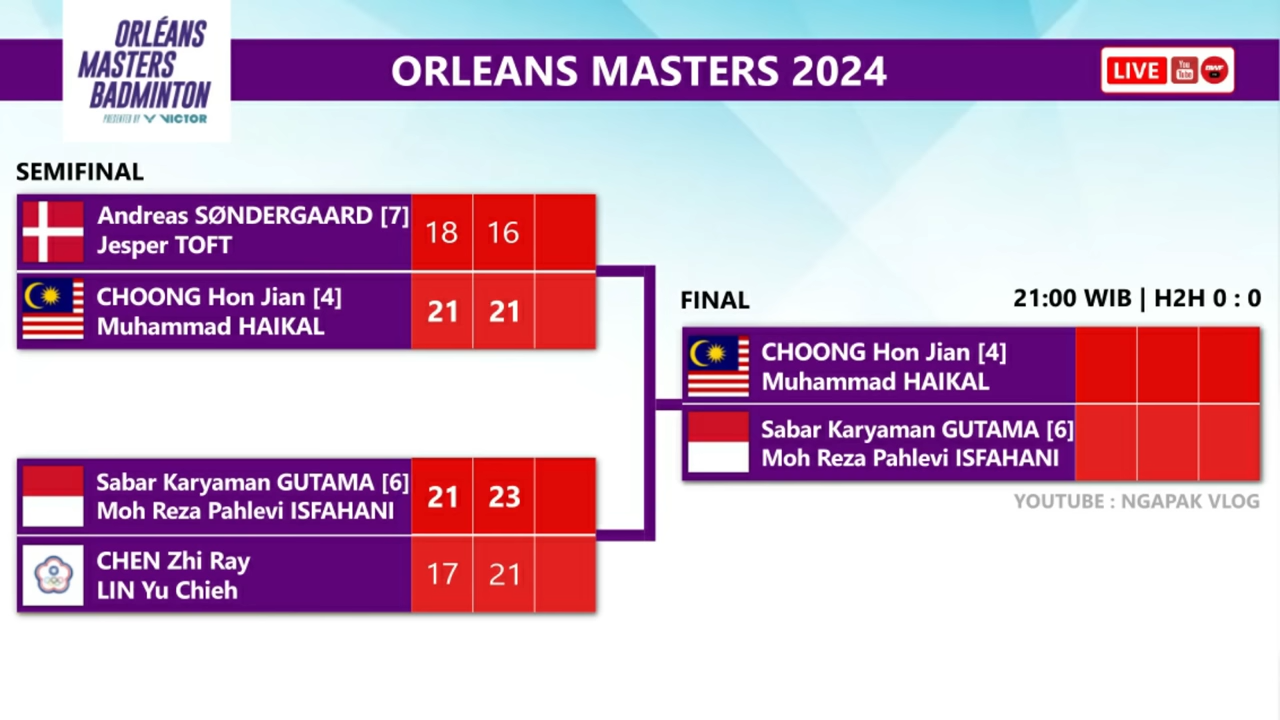 ORLÉANS
MASTERS
BADMINTON
PRESENTED BY VICTOR
ORLEANS MASTERS 2024
LIVE
You
Tube
BWF
SEMIFINAL
Andreas SØNDERGAARD [7]
Jesper TOFT
18 16
CHOONG Hon Jian [4]
Muhammad HAIKAL
21 21
Sabar Karyaman GUTAMA [6]
Moh Reza Pahlevi ISFAHANI
21 23
CHEN Zhi Ray
LIN Yu Chieh
17 21
FINAL
21:00 WIB | H2H 0 : 0
CHOONG Hon Jian [4]
Muhammad HAIKAL
Sabar Karyaman GUTAMA [6]
Moh Reza Pahlevi ISFAHANI
YOUTUBE : NGAPAK VLOG